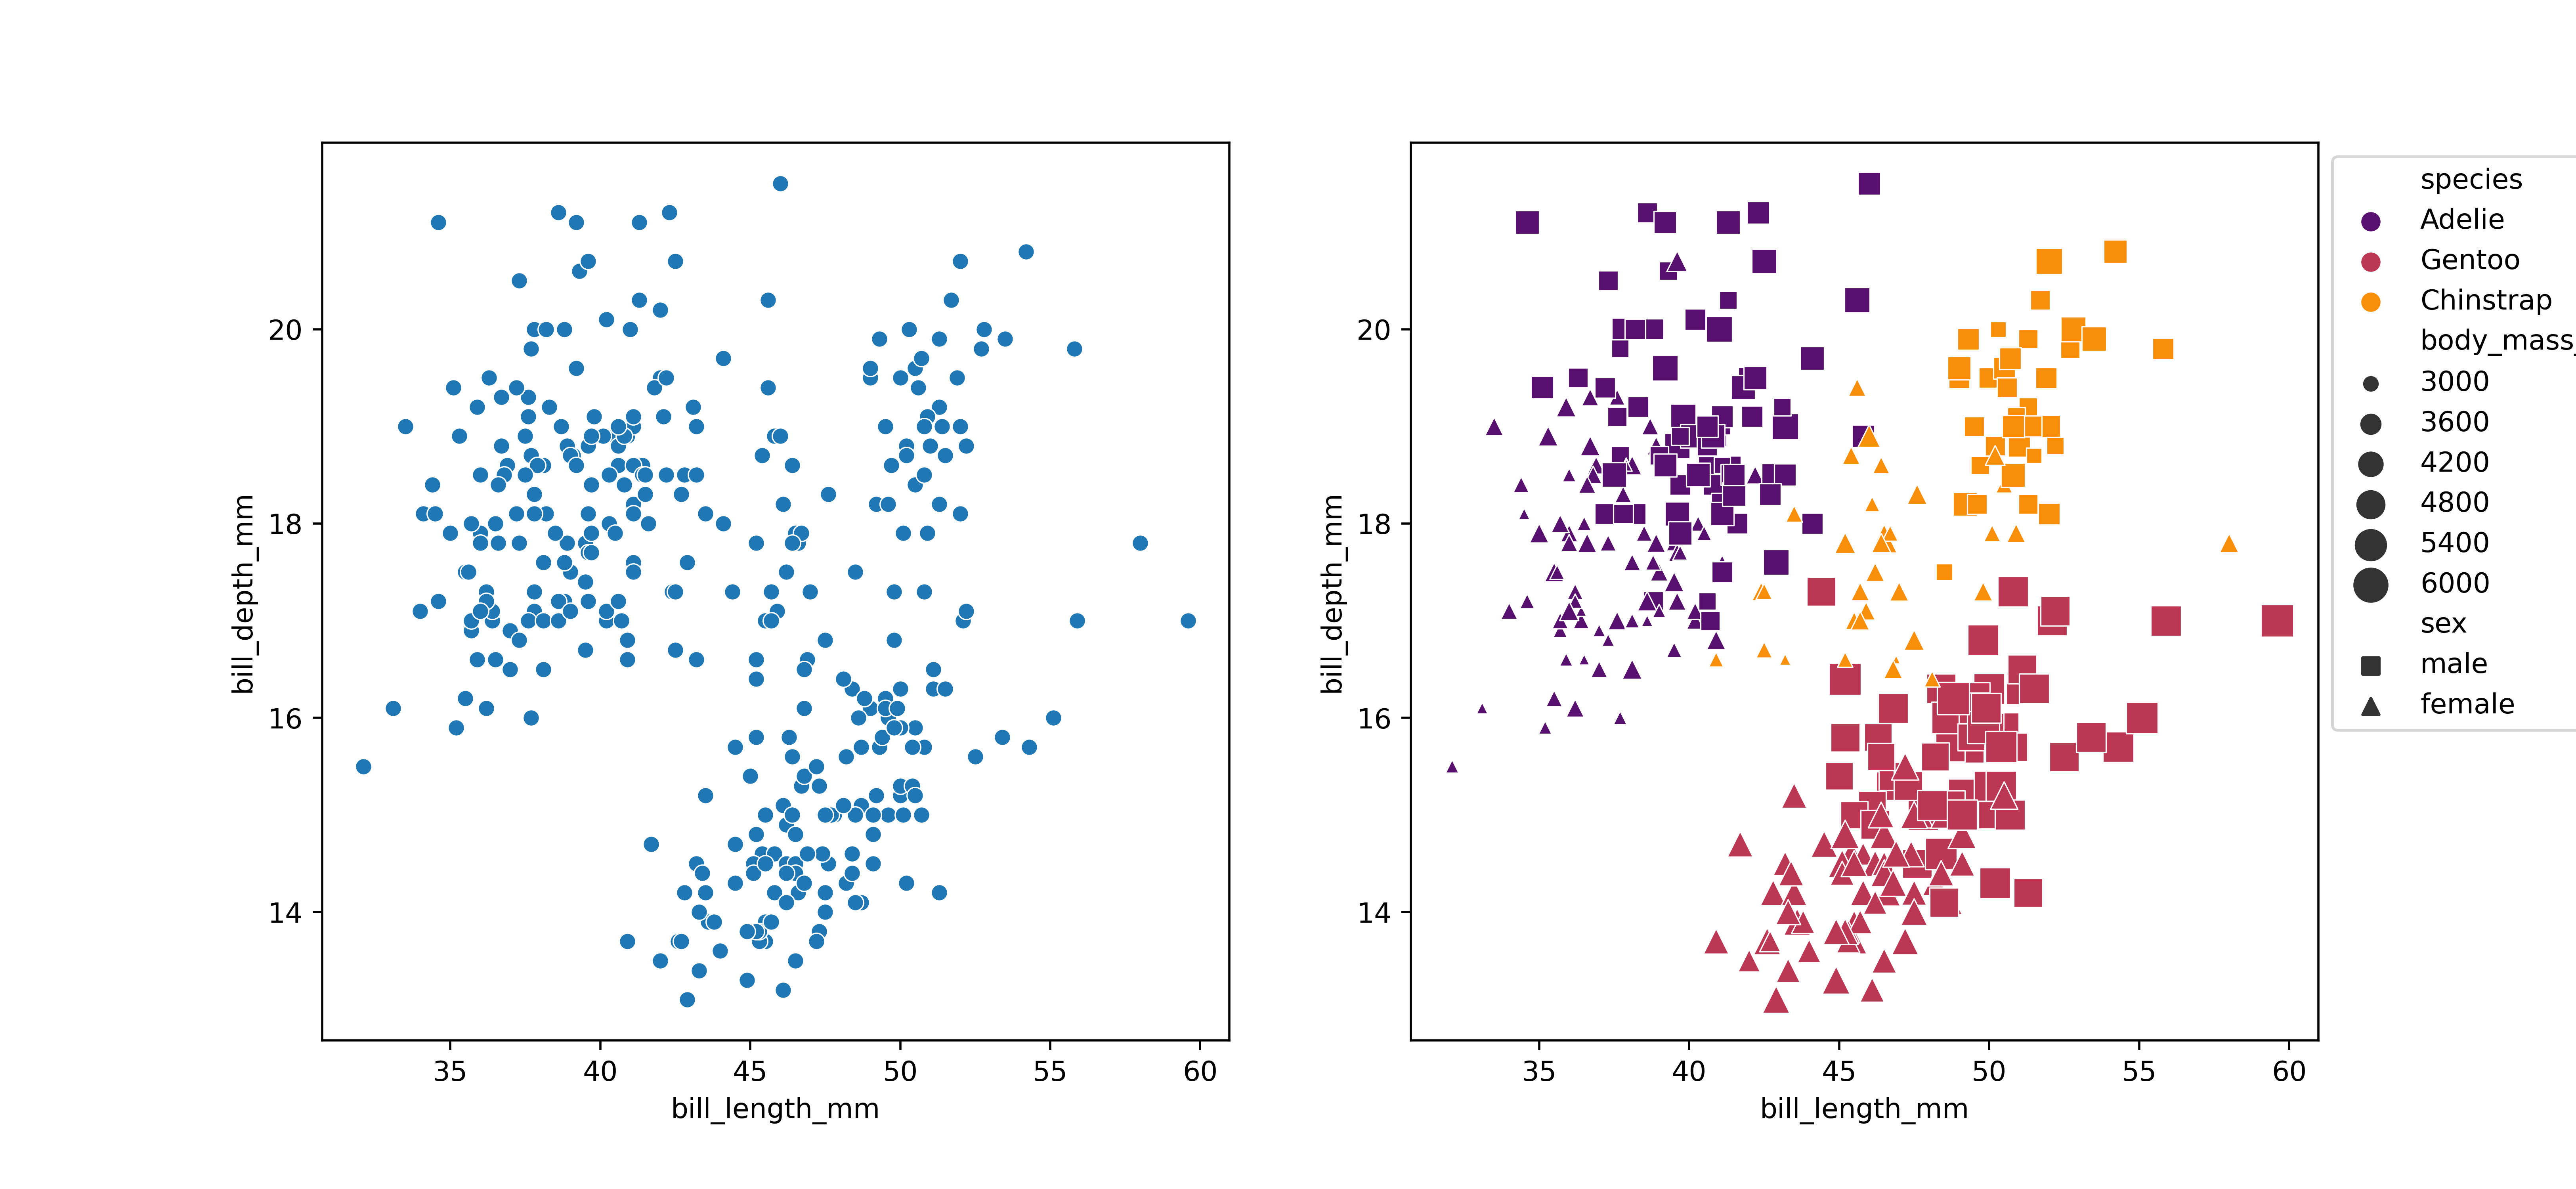 20
18
16
14
bill_depth_mm
35 40 45 50 55 60
bill_length_mm
20
18
16
14
bill_depth_mm
35 40 45 50 55 60
bill_length_mm
species
Adelie
Gentoo
Chinstrap
body_mass_
3000
3600
4200
4800
5400
6000
sex
male
female